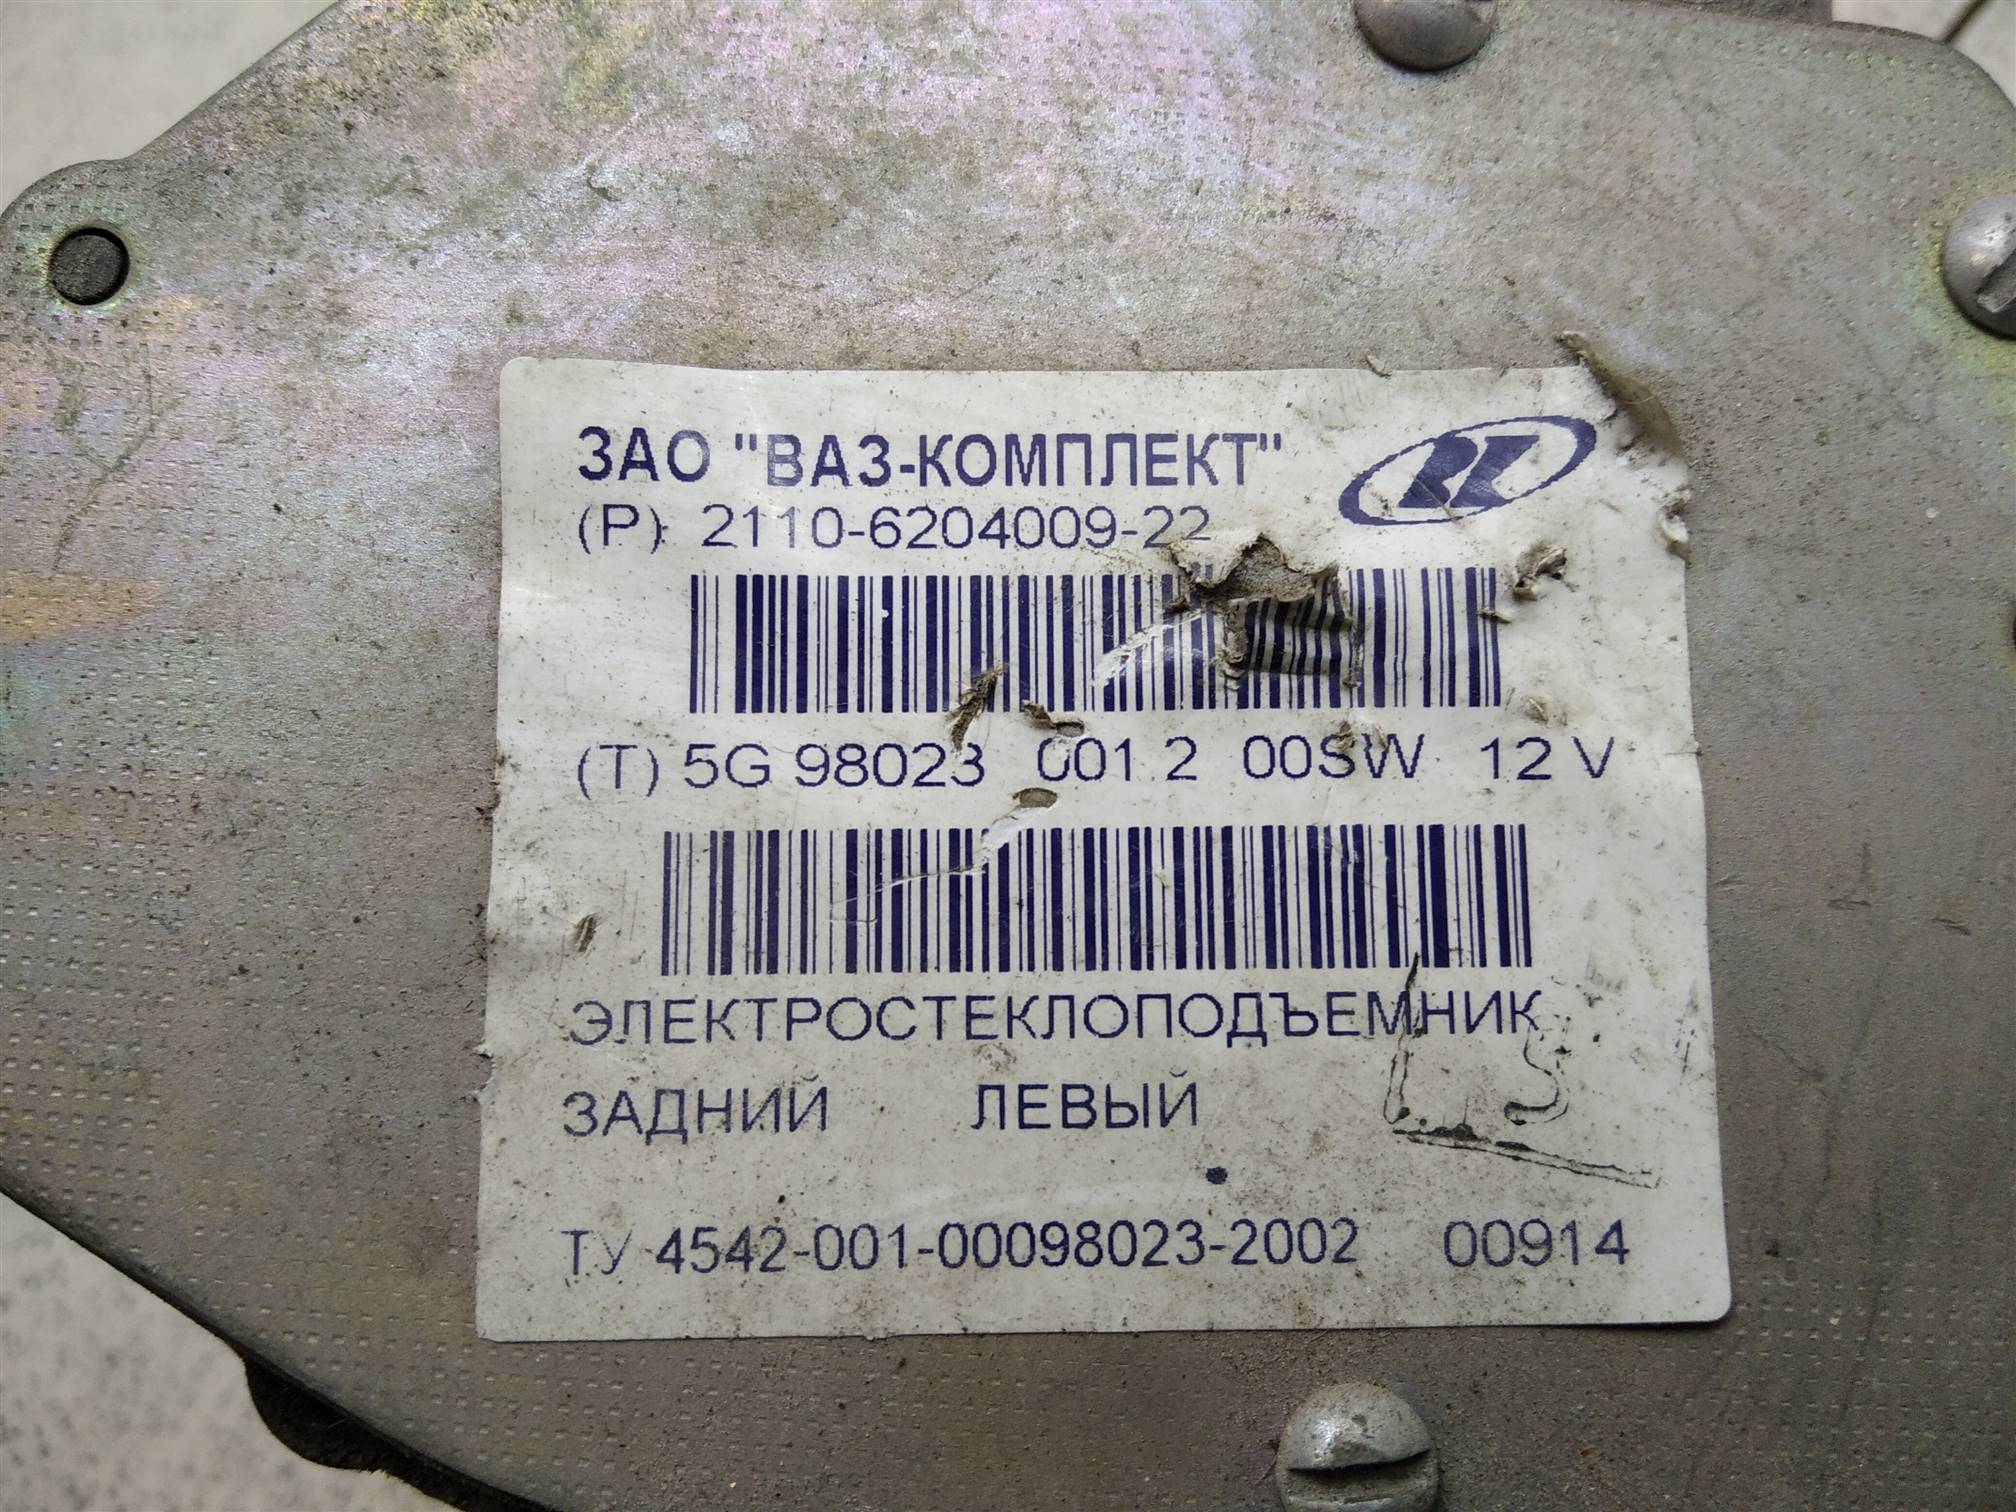 ЗАО "ВАЗ-КОМПЛЕКТ"
(P) 2110-6204009-22
(T) 5G 98023 001 2 00SW 12 V
ЭЛЕКТРОСТЕКЛОПОДЪЕМНИК
ЗАДНИЙ ЛЕВЫЙ
ТУ 4542-001-00098023-2002 00914